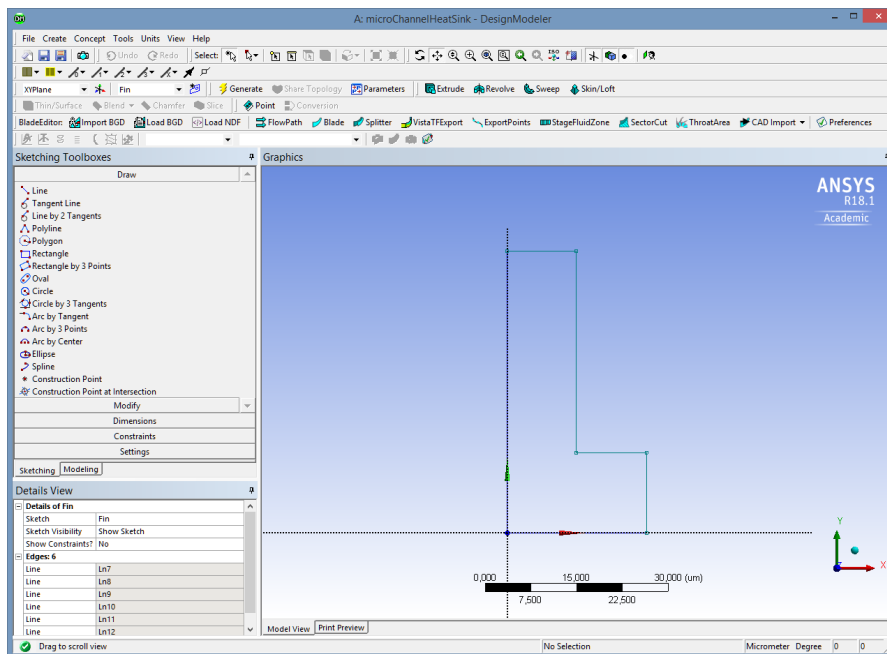 A: microChannelHeatSink - DesignModeler
File Create Concept Tools Units View Help
Undo Redo Select:
XYPlane Fin Generate Share Topology Parameters Extrude Revolve Sweep Skin/Loft
Thin/Surface Blend Chamfer Slice Point Conversion
BladeEditor: Import BGD Load BGD Load NDF FlowPath Blade Splitter VistaTFExport ExportPoints StageFluidZone SectorCut ThroatArea CAD Import Preferences
Sketching Toolboxes
Draw
Line
Tangent Line
Line by 2 Tangents
Polyline
Polygon
Rectangle
Rectangle by 3 Points
Oval
Circle
Circle by 3 Tangents
Arc by Tangent
Arc by 3 Points
Arc by Center
Ellipse
Spline
Construction Point
Construction Point at Intersection
Modify
Dimensions
Constraints
Settings
Sketching Modeling
Details View
Details of Fin
Sketch Fin
Sketch Visibility Show Sketch
Show Constraints? No
Edges: 6
Line Ln7
Line Ln8
Line Ln9
Line Ln10
Line Ln11
Line Ln12
Graphics
ANSYS
R18.1
Academic
Y
X
0,000 15,000 30,000 (um)
7,500 22,500
Model View Print Preview
Drag to scroll view No Selection Micrometer Degree 0 0